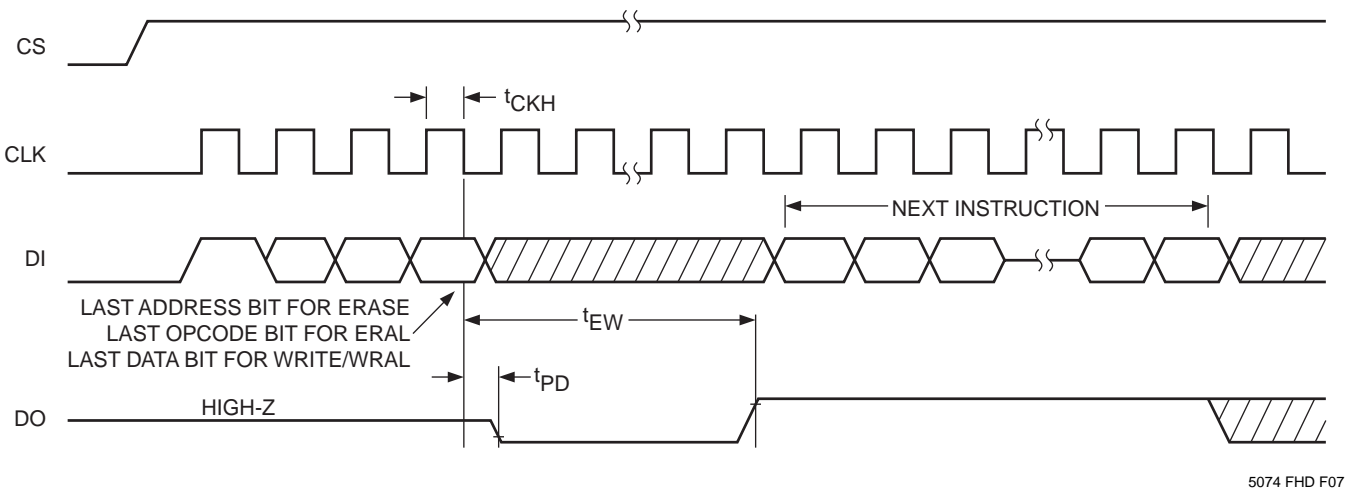 CS
tCKH
CLK
NEXT INSTRUCTION
DI
LAST ADDRESS BIT FOR ERASE
LAST OPCODE BIT FOR ERAL
LAST DATA BIT FOR WRITE/WRAL
tEW
tPD
HIGH-Z
DO
5074 FHD F07